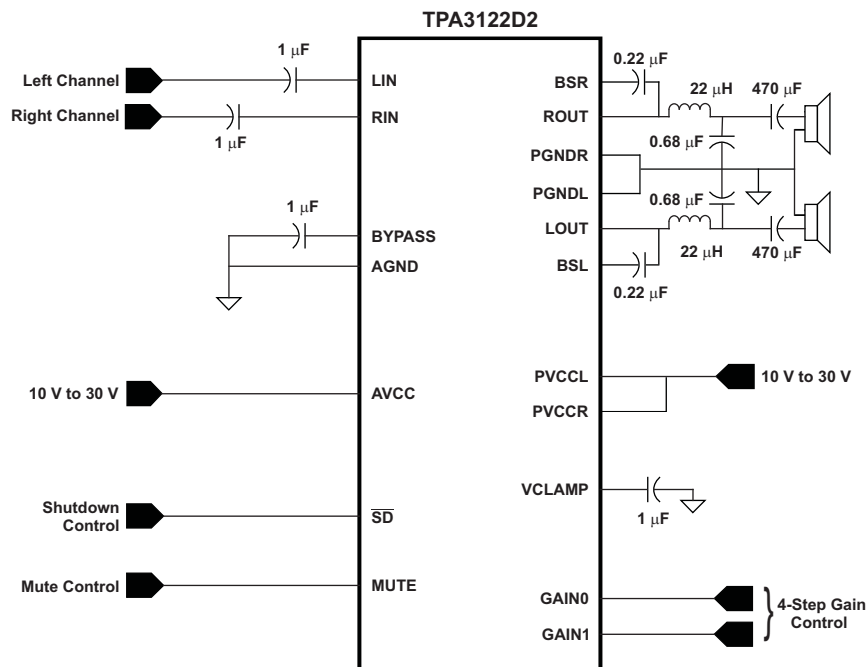 TPA3122D2
1 μF
Left Channel
LIN
Right Channel
RIN
1 μF
1 μF
BYPASS
AGND
10 V to 30 V
AVCC
Shutdown
Control
SD
Mute Control
MUTE
0.22 μF
BSR
22 μH
470 μF
ROUT
0.68 μF
PGNDR
PGNDL
0.68 μF
LOUT
22 μH
470 μF
BSL
0.22 μF
PVCCL
10 V to 30 V
PVCCR
VCLAMP
1 μF
GAIN0
4-Step Gain
Control
GAIN1